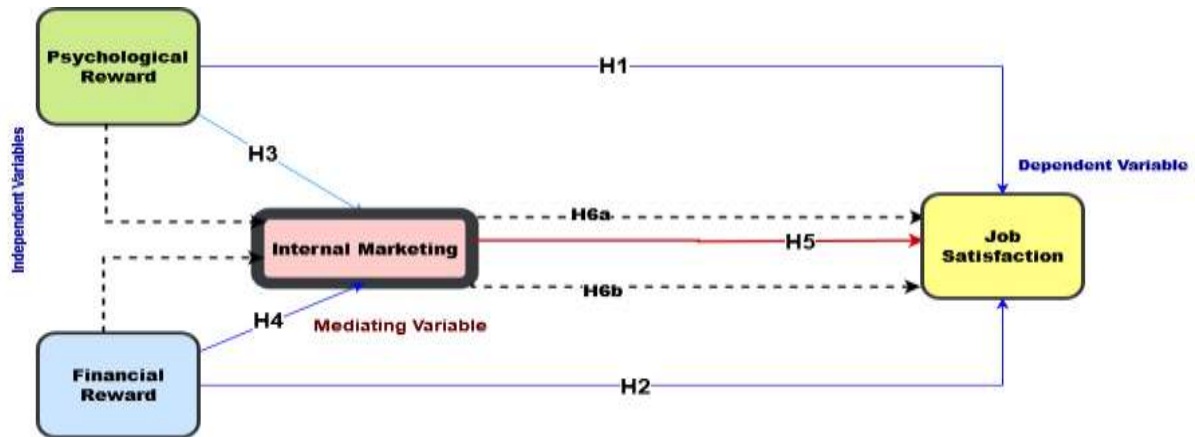 Psychological
Reward
H1
Independent Variables
H3
Dependent Variable
H6a
Internal Marketing
H5
Job
Satisfaction
H6b
H4
Mediating Variable
Financial
Reward
H2